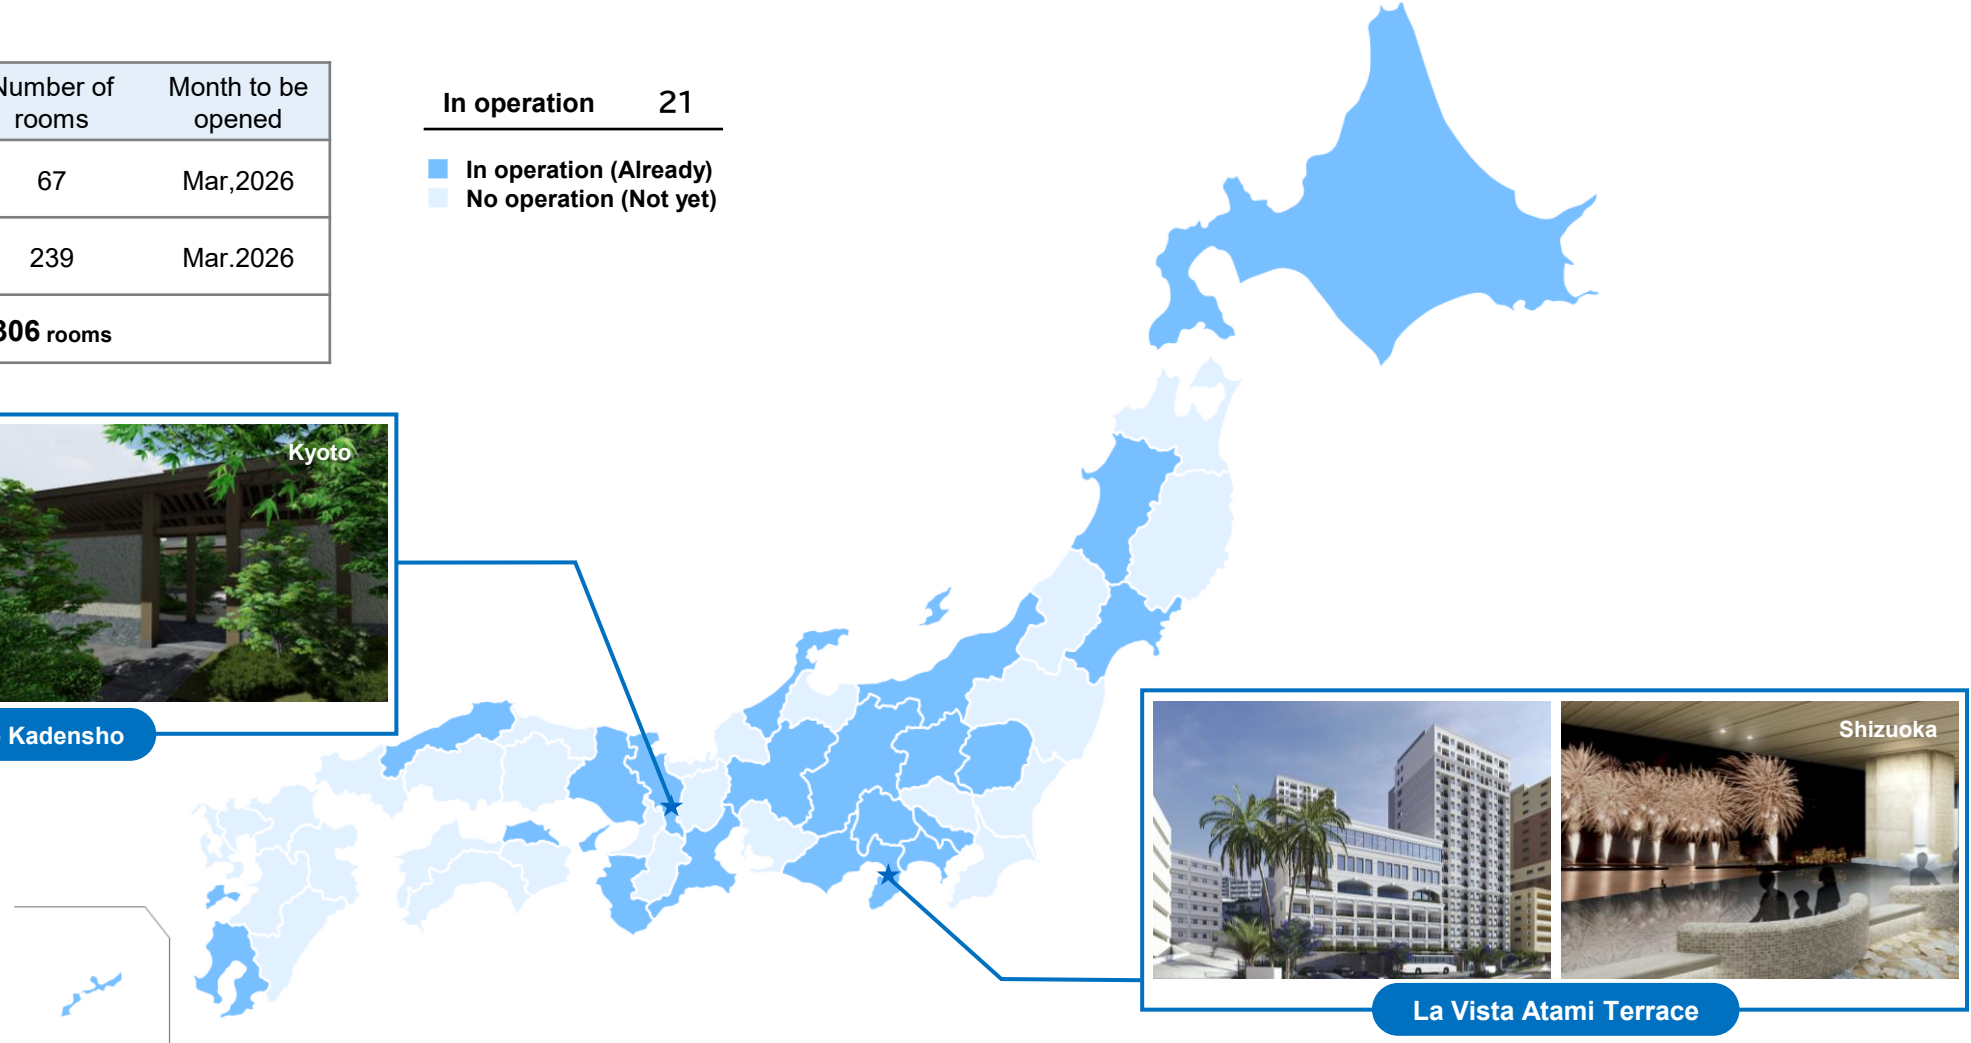 Number of
rooms
Month to be
opened
67
Mar,2026
239
Mar.2026
306 rooms
In operation 21
In operation (Already)
No operation (Not yet)
Kyoto
Kadensho
Shizuoka
La Vista Atami Terrace